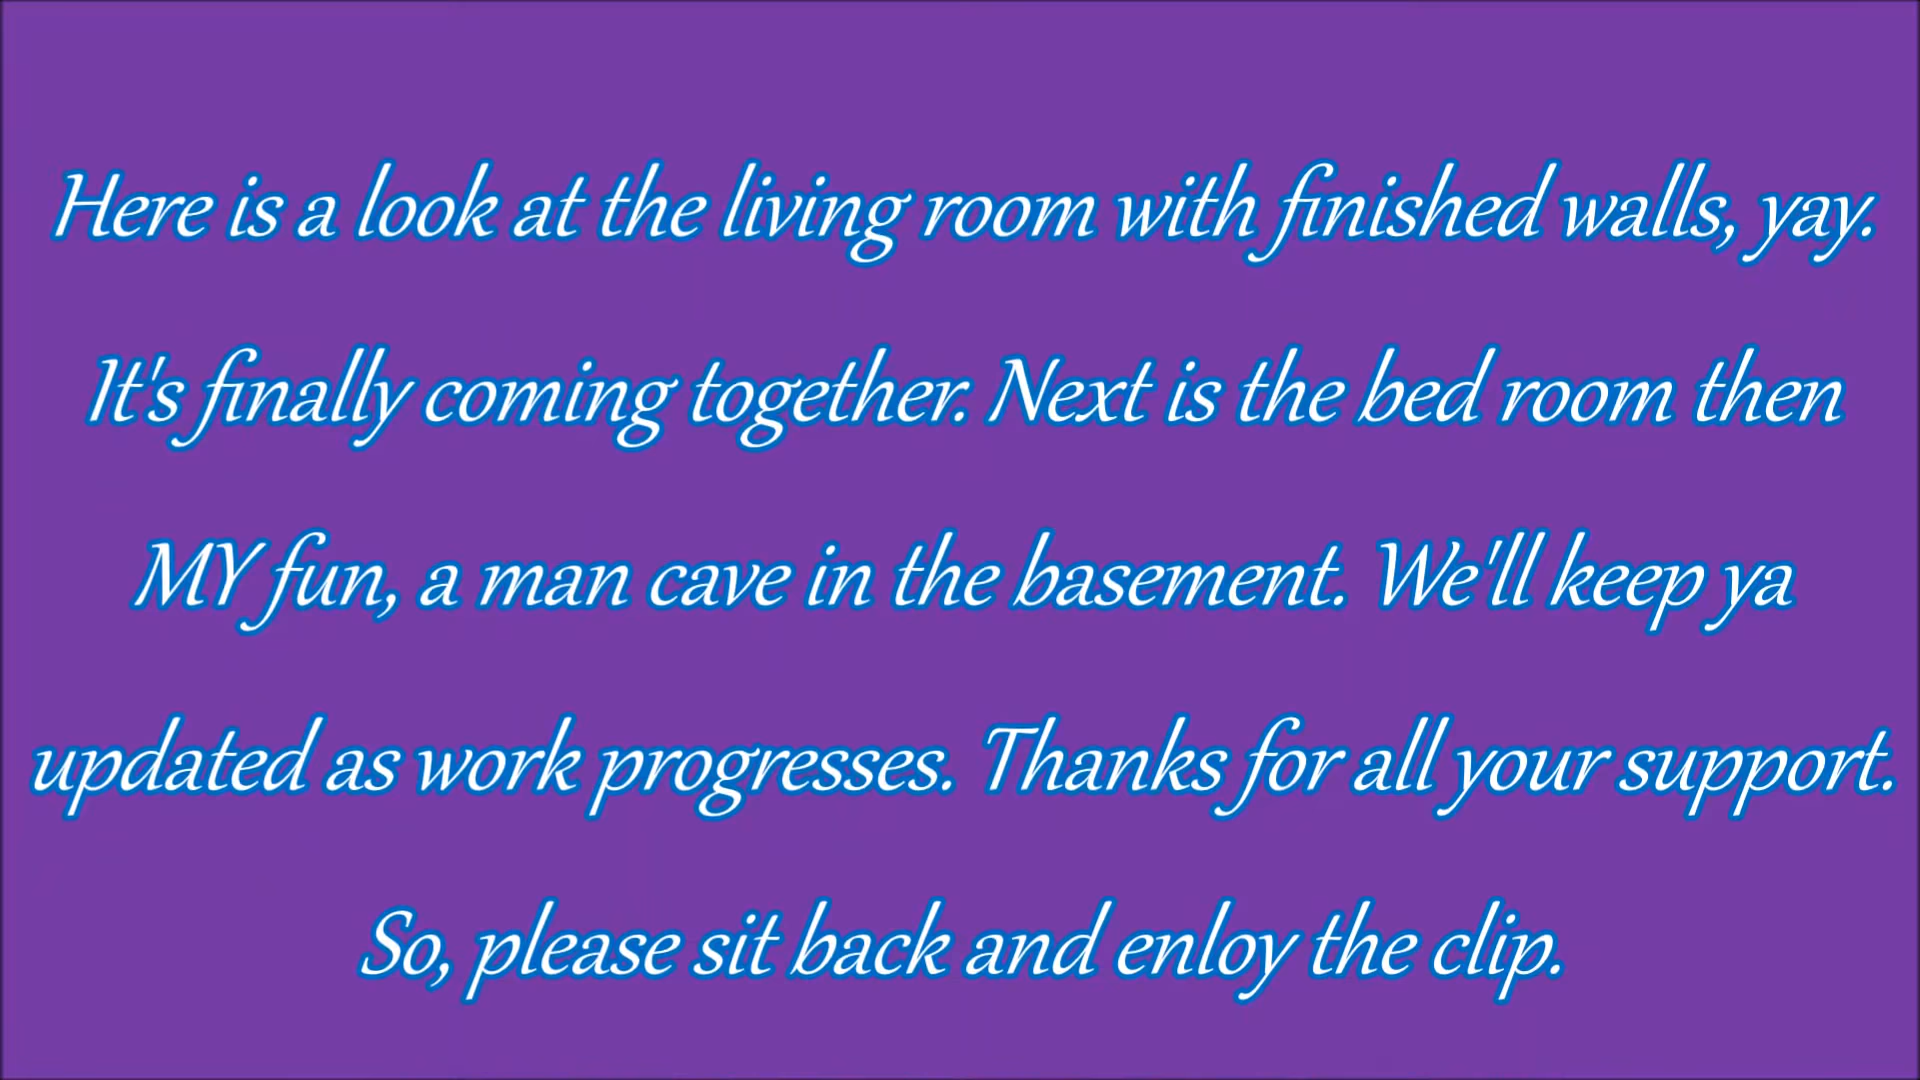 Here is a look at the living room with finished walls, yay.
It's finally coming together. Next is the bed room then
MY fun, a man cave in the basement. We'll keep ya
updated as work progresses. Thanks for all your support.
So, please sit back and enloy the clip.